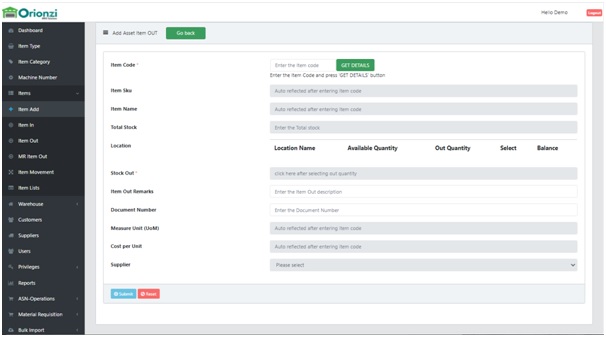 Orionzi
Hello Demo
Logout
Dashboard
Item Type
Item Category
Machine Number
Items
Item Add
Item In
Item Out
MR Item Out
Item Movement
Item Lists
Warehouse
Customers
Suppliers
Users
Privileges
Reports
ASN-Operations
Material Requisition
Bulk Import
Add Asset Item OUT
Go back
Item Code *
Enter the Item code
GET DETAILS
Enter the Item Code and press 'GET DETAILS' button
Item Sku
Auto reflected after entering item code
Item Name
Auto reflected after entering item code
Total Stock
Enter the Total stock
Location
Location Name Available Quantity Out Quantity Select Balance
Stock Out *
click here after selecting out quantity
Item Out Remarks
Enter the Item Out description
Document Number
Enter the Document Number
Measure Unit (UoM)
Auto reflected after entering item code
Cost per Unit
Auto reflected after entering item code
Supplier
Please select
Submit
Reset